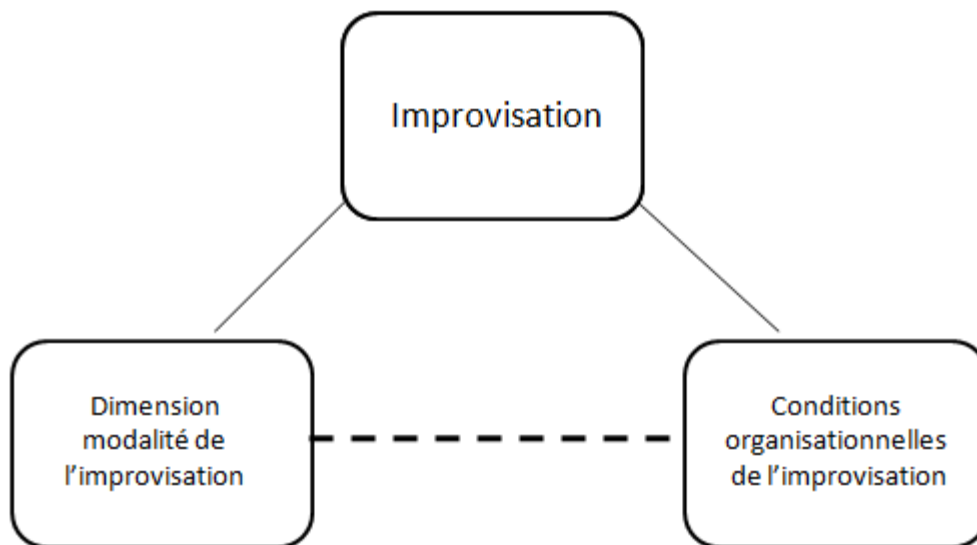 Improvisation
Dimension
modalité de
l’improvisation
Conditions
organisationnelles
de l’improvisation